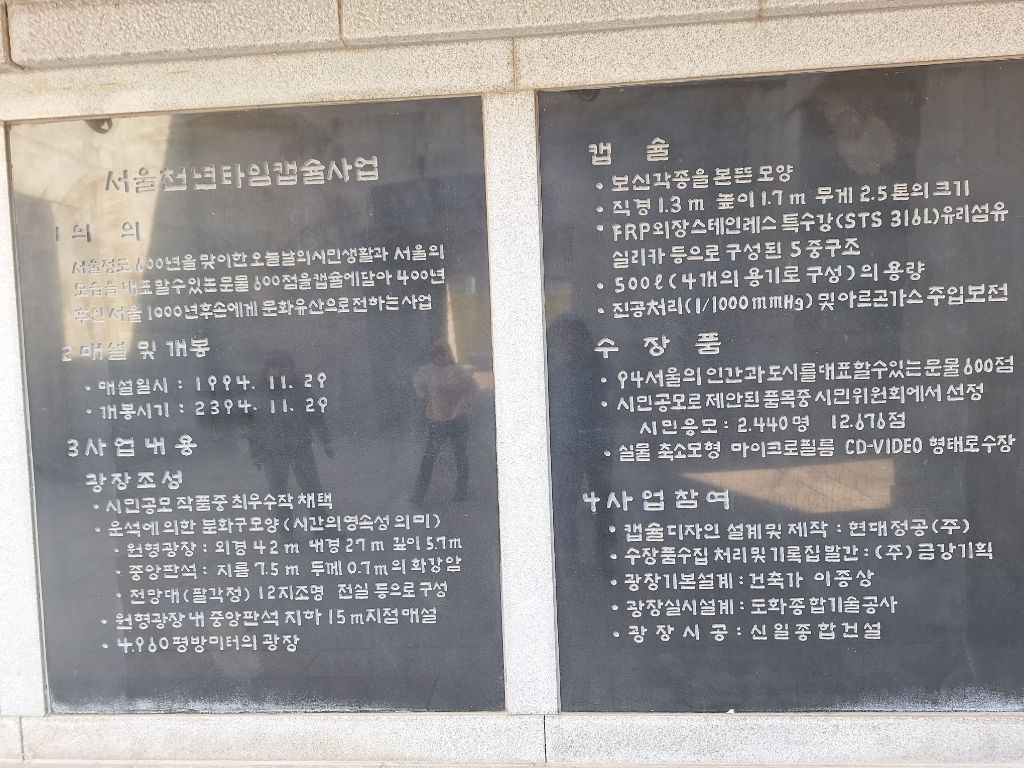 서울천년타임캡슐사업
1 의 의
서울정도 600년을 맞이한 오늘날의 시민생활과 서울의
모습을 대표할수있는 문물 600점을 캡슐에담아 400년
후인 서울 1000년후손에게 문화유산으로 전하는 사업
2 매설 및 개봉
• 매설일시 : 1994. 11. 29
• 개봉시기 : 2394. 11. 29
3 사 업 내 용
광 장 조 성
• 시민공모 작품중 최우수작 채택
• 운석에 의한 분화구모양 (시간의 영속성 의미)
• 원형광장 : 외경 42m 내경 27m 깊이 5.7m
• 중앙판석 : 지름 7.5m 두께 0.7m의 화강암
• 전망대(팔각정) 12지조명 전실 등으로구성
• 원형광장 내 중앙판석 지하 15m지점매설
• 4.960평방미터의 광장
캡 슐
• 보신각종을 본뜬 모양
• 직경 1.3m 높이 1.7m 무게 2.5톤의 크기
• FRP외장 스테인레스 특수강(STS 316L)유리섬유
실리카 등으로 구성된 5중구조
• 500ℓ (4개의 용기로 구성) 의 용량
• 진공처리(1/1000mmHg) 및 아르곤가스 주입보전
수 장 품
• 94서울의 인간과 도시를 대표할수있는 문물600점
• 시민공모로 제안된 품목중 시민위원회에서 선정
시민응모 : 2.440명 12.676점
• 실물 축소모형 마이크로필름 CD-VIDEO 형태로수장
4 사 업 참 여
• 캡슐디자인 설계및 제작 : 현대정공(주)
• 수장품수집 처리및기록집발간 : (주) 금강기획
• 광장기본설계 : 건축가 이종상
• 광장실시설계 : 도화종합기술공사
• 광 장 시 공 : 신일종합건설